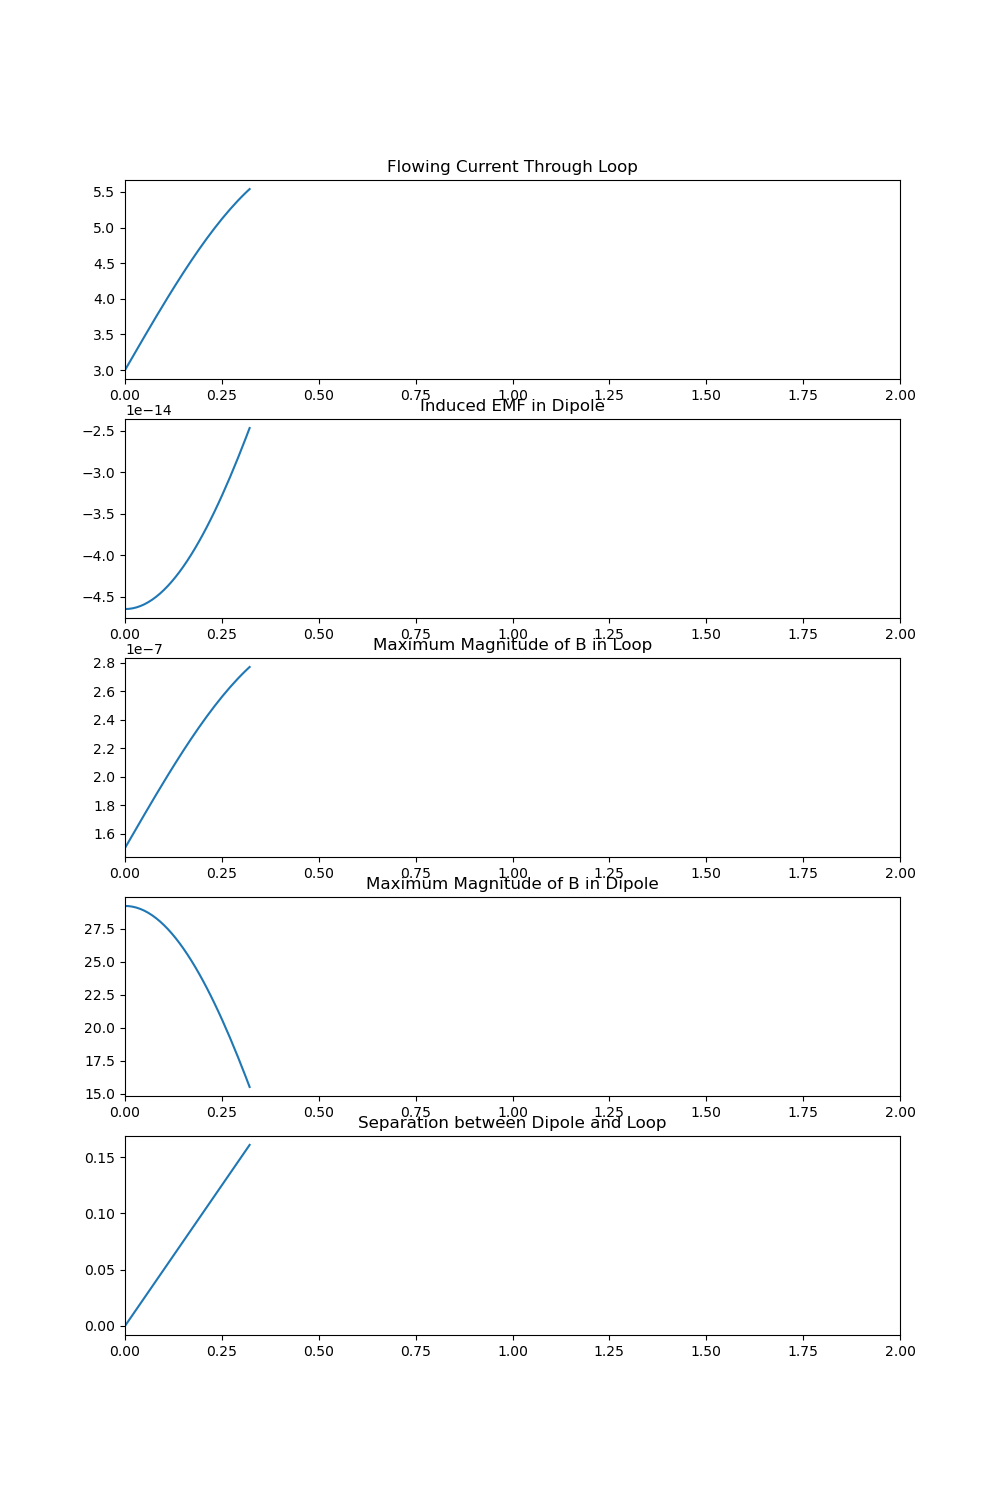 Flowing Current Through Loop
5.5
5.0
4.5
4.0
3.5
3.0
0.00 0.25 0.50 0.75 1.00 1.25 1.50 1.75 2.00
1e−14
Induced EMF in Dipole
−2.5
−3.0
−3.5
−4.0
−4.5
0.00 0.25 0.50 0.75 1.00 1.25 1.50 1.75 2.00
1e−7
Maximum Magnitude of B in Loop
2.8
2.6
2.4
2.2
2.0
1.8
1.6
0.00 0.25 0.50 0.75 1.00 1.25 1.50 1.75 2.00
Maximum Magnitude of B in Dipole
27.5
25.0
22.5
20.0
17.5
15.0
0.00 0.25 0.50 0.75 1.00 1.25 1.50 1.75 2.00
Separation between Dipole and Loop
0.15
0.10
0.05
0.00
0.00 0.25 0.50 0.75 1.00 1.25 1.50 1.75 2.00